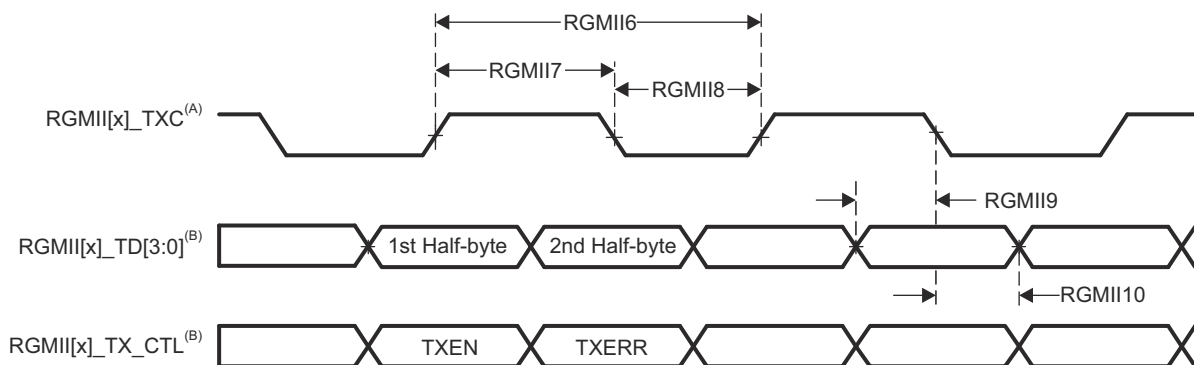 RGMII6
RGMII7
RGMII8
RGMII[x]_TXC(A)
RGMII9
RGMII[x]_TD[3:0](B)
1st Half-byte
2nd Half-byte
RGMII10
RGMII[x]_TX_CTL(B)
TXEN
TXERR